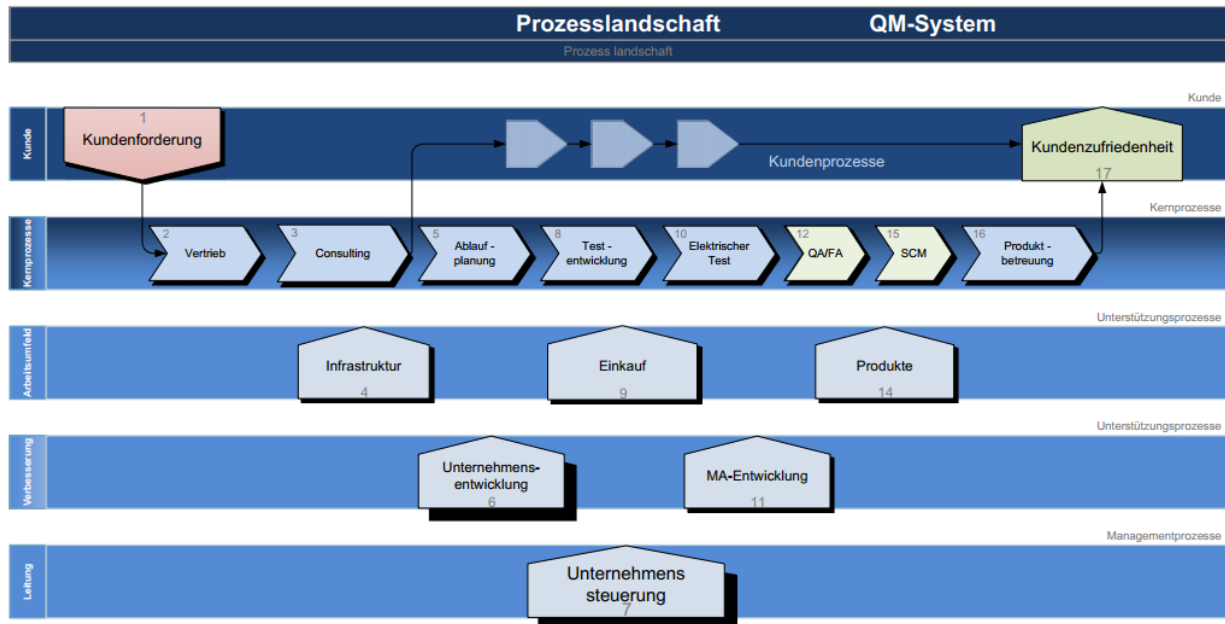 Prozesslandschaft QM-System
Prozess landschaft
Kunde
Kunde
1
Kundenforderung
Kundenprozesse
Kundenzufriedenheit
17
Kernprozesse
Kernprozesse
2
Vertrieb
3
Consulting
5
Ablauf -
planung
8
Test -
entwicklung
10
Elektrischer
Test
12
QA/FA
15
SCM
16
Produkt -
betreuung
Unterstützungsprozesse
Arbeitsumfeld
Infrastruktur
4
Einkauf
9
Produkte
14
Unterstützungsprozesse
Verbesserung
Unternehmens-
entwicklung
6
MA-Entwicklung
11
Managementprozesse
Leitung
Unternehmens
steuerung
7